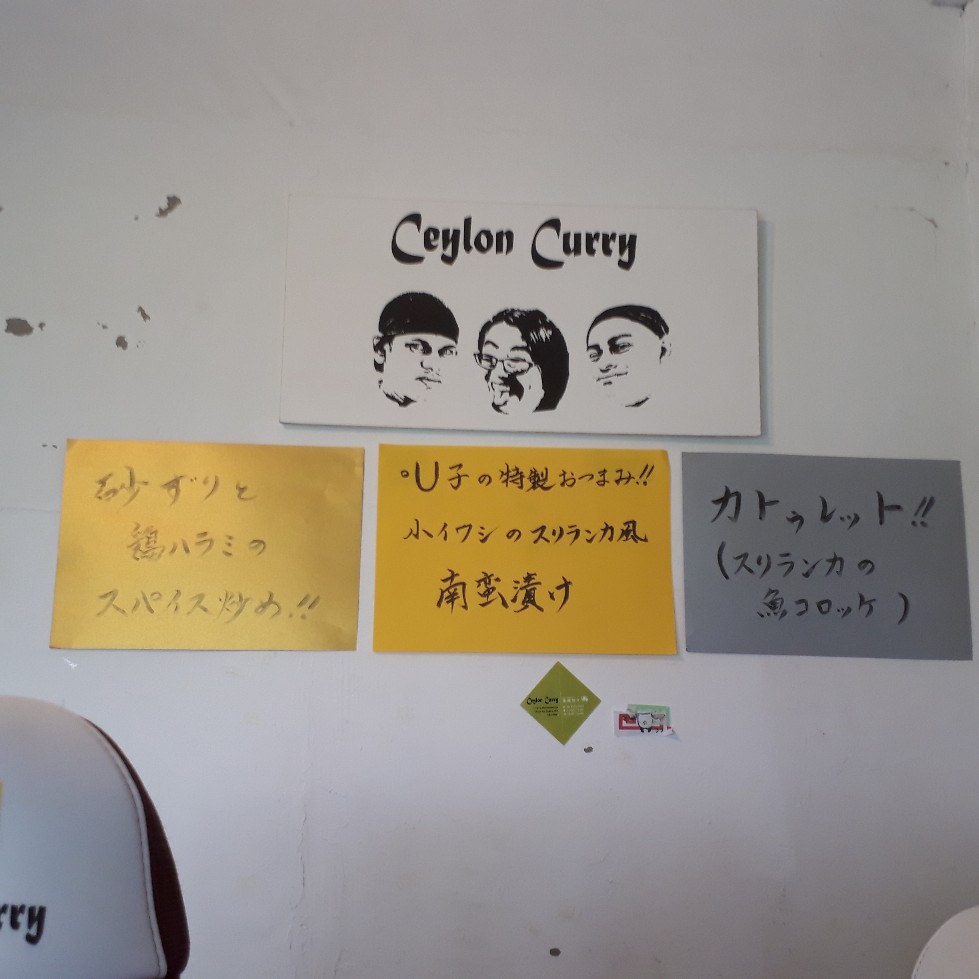 Ceylon Curry
砂ずりと
鶏ハラミの
スパイス炒め!!
°U子の特製おつまみ!!
小イワシのスリランカ風
南蛮漬け
カトゥレット!!
(スリランカの
魚コロッケ)
Ceylon Curry
rry